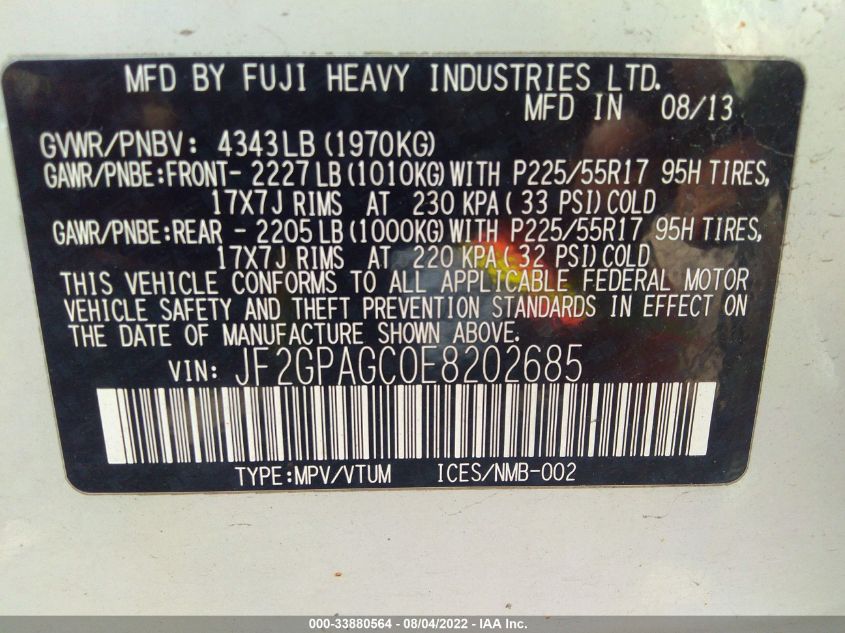 MFD BY FUJI HEAVY INDUSTRIES LTD.
MFD IN 08/13
GVWR/PNBV: 4343LB (1970KG)
GAWR/PNBE:FRONT- 2227LB (1010KG) WITH P225/55R17 95H TIRES,
17X7J RIMS AT 230 KPA( 33 PSI) COLD
GAWR/PNBE:REAR - 2205LB (1000KG) WITH P225/55R17 95H TIRES,
17X7J RIMS AT 220 KPA( 32 PSI) COLD
THIS VEHICLE CONFORMS TO ALL APPLICABLE FEDERAL MOTOR
VEHICLE SAFETY AND THEFT PREVENTION STANDARDS IN EFFECT ON
THE DATE OF MANUFACTURE SHOWN ABOVE.
VIN: JF2GPAGC0E8202685
TYPE:MPV/VTUM ICES/NMB-002
000-33880564 - 08/04/2022 - IAA Inc.